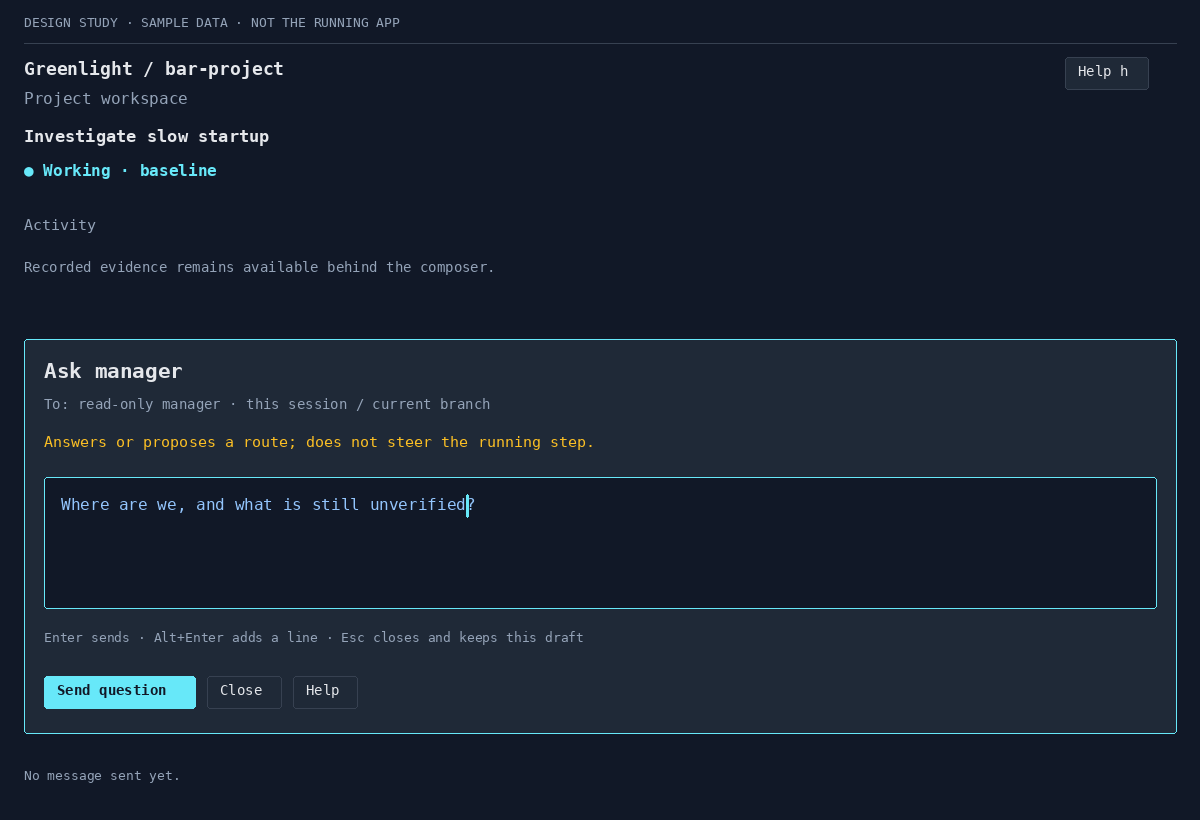 DESIGN STUDY · SAMPLE DATA · NOT THE RUNNING APP
Greenlight / bar-project
Help h
Project workspace
Investigate slow startup
● Working · baseline
Activity
Recorded evidence remains available behind the composer.
Ask manager
To: read-only manager · this session / current branch
Answers or proposes a route; does not steer the running step.
Where are we, and what is still unverified?
Enter sends · Alt+Enter adds a line · Esc closes and keeps this draft
Send question
Close
Help
No message sent yet.